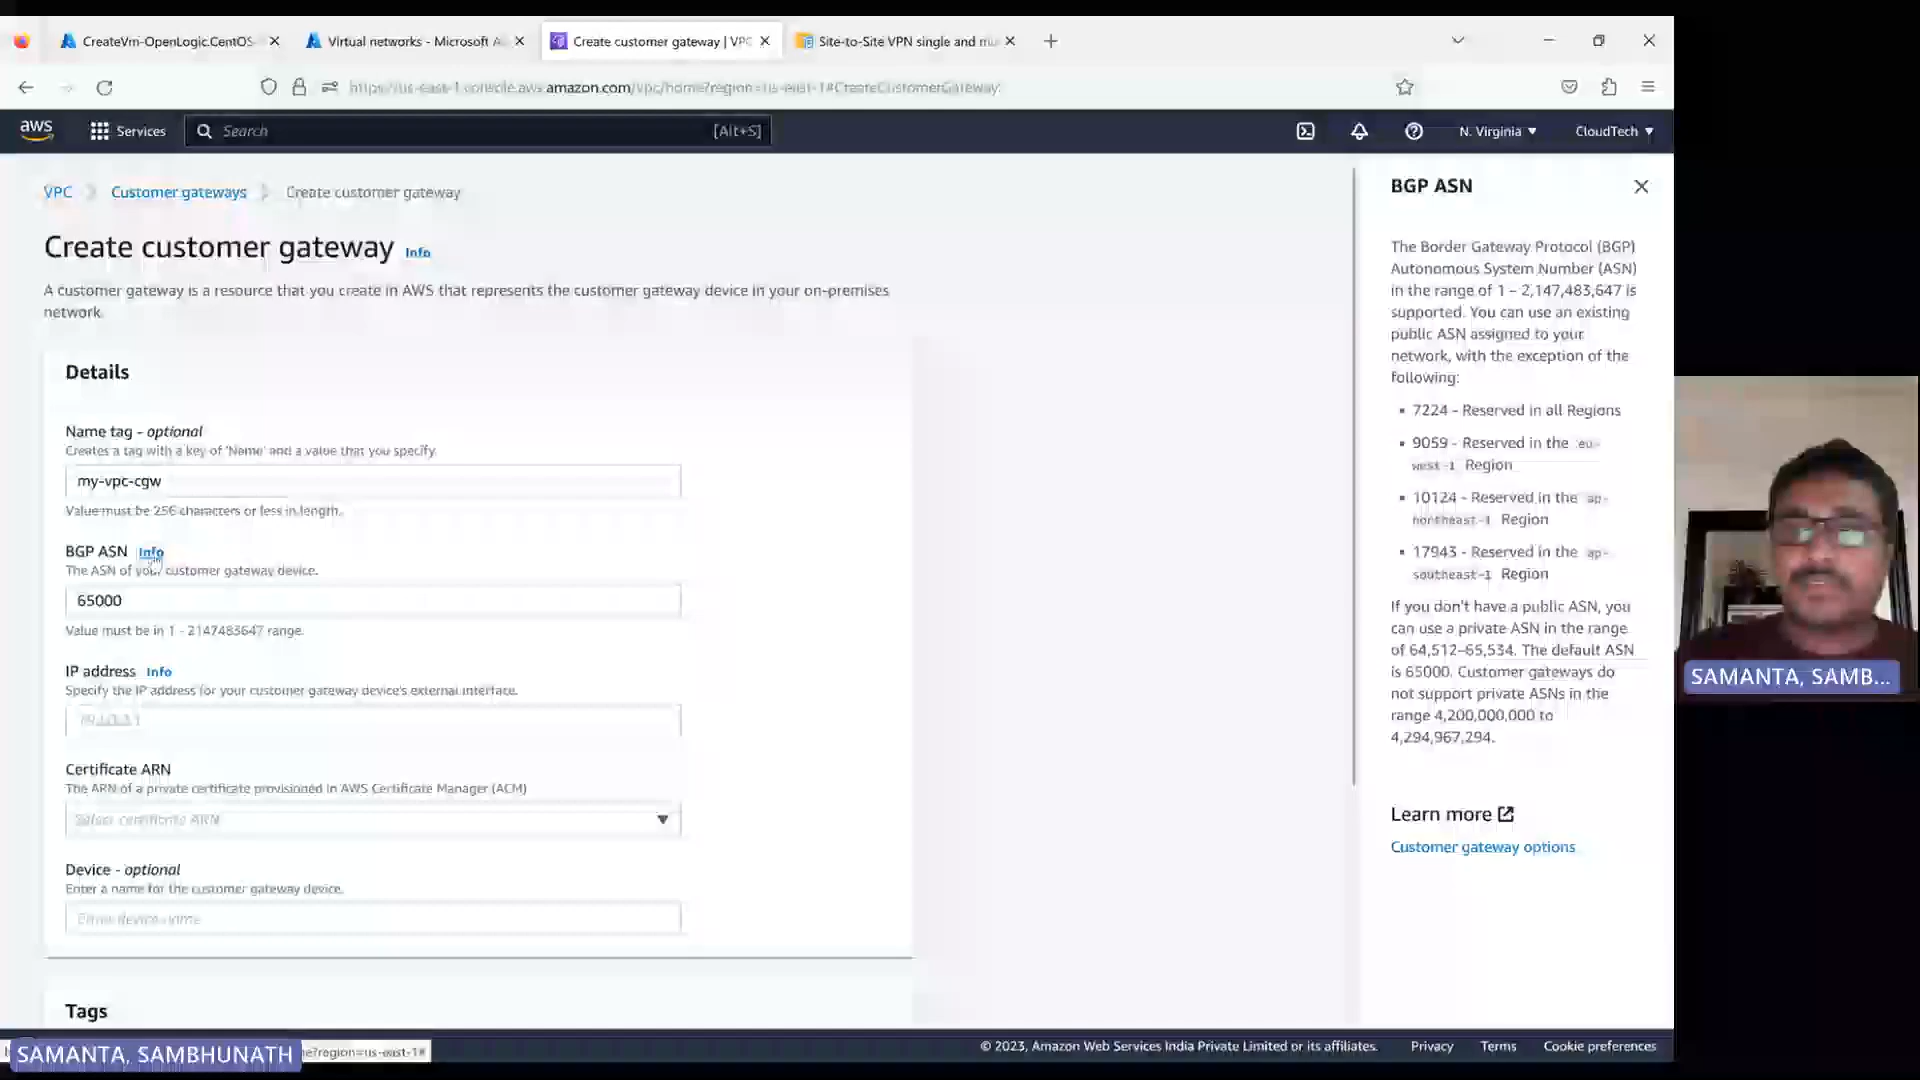 CreateVm-OpenLogic.CentOS-
Virtual networks - Microsoft A
Create customer gateway | VPC
Site-to-Site VPN single and mu
https://us-east-1.console.aws.amazon.com/vpc/home?region=us-east-1#CreateCustomerGateway:
aws
Services
Search
[Alt+S]
N. Virginia
CloudTech
VPC
Customer gateways
Create customer gateway
Create customer gateway Info
A customer gateway is a resource that you create in AWS that represents the customer gateway device in your on-premises
network.
Details
Name tag - optional
Creates a tag with a key of 'Name' and a value that you specify.
my-vpc-cgw
Value must be 256 characters or less in length.
BGP ASN Info
The ASN of your customer gateway device.
65000
Value must be in 1 - 2147483647 range.
IP address Info
Specify the IP address for your customer gateway device's external interface.
Certificate ARN
The ARN of a private certificate provisioned in AWS Certificate Manager (ACM)
Select certificate ARN
Device - optional
Enter a name for the customer gateway device.
Enter device name
Tags
BGP ASN
The Border Gateway Protocol (BGP)
Autonomous System Number (ASN)
in the range of 1 – 2,147,483,647 is
supported. You can use an existing
public ASN assigned to your
network, with the exception of the
following:
7224 - Reserved in all Regions
9059 - Reserved in the eu-
west-1 Region
10124 - Reserved in the ap-
northeast-1 Region
17943 - Reserved in the ap-
southeast-1 Region
If you don't have a public ASN, you
can use a private ASN in the range
of 64,512–65,534. The default ASN
is 65000. Customer gateways do
not support private ASNs in the
range 4,200,000,000 to
4,294,967,294.
Learn more
Customer gateway options
SAMANTA, SAMB...
SAMANTA, SAMBHUNATH
e?region=us-east-1#
© 2023, Amazon Web Services India Private Limited or its affiliates.
Privacy
Terms
Cookie preferences